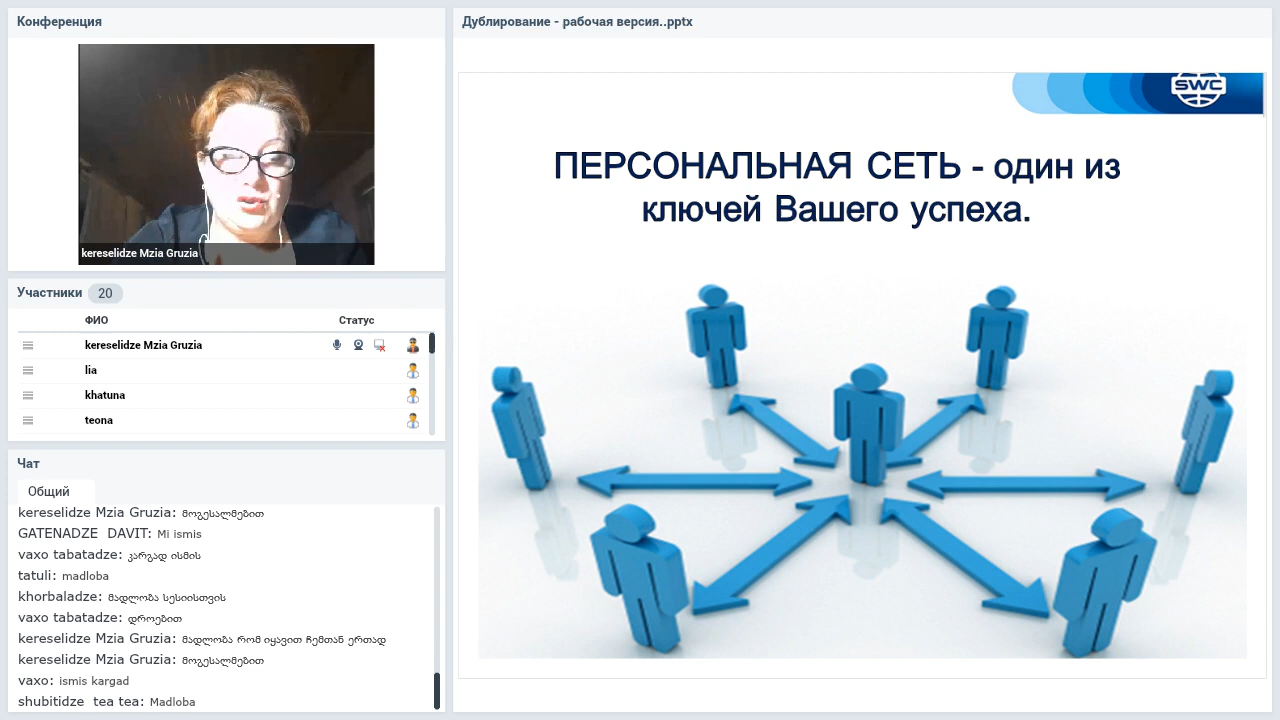 Конференция
kereselidze Mzia Gruzia
Участники 20
ФИО Статус
kereselidze Mzia Gruzia
lia
khatuna
teona
Чат
Общий
kereselidze Mzia Gruzia: მოგესალმებით
GATENADZE DAVIT: Mi ismis
vaxo tabatadze: კარგად ისმის
tatuli: madloba
khorbaladze: მადლობა სესიისთვის
vaxo tabatadze: დროებით
kereselidze Mzia Gruzia: მადლობა რომ იყავით ჩემთან ერთად
kereselidze Mzia Gruzia: მოგესალმებით
vaxo: ismis kargad
shubitidze tea tea: Madloba
Дублирование - рабочая версия..pptx
SWC
ПЕРСОНАЛЬНАЯ СЕТЬ - один из
ключей Вашего успеха.